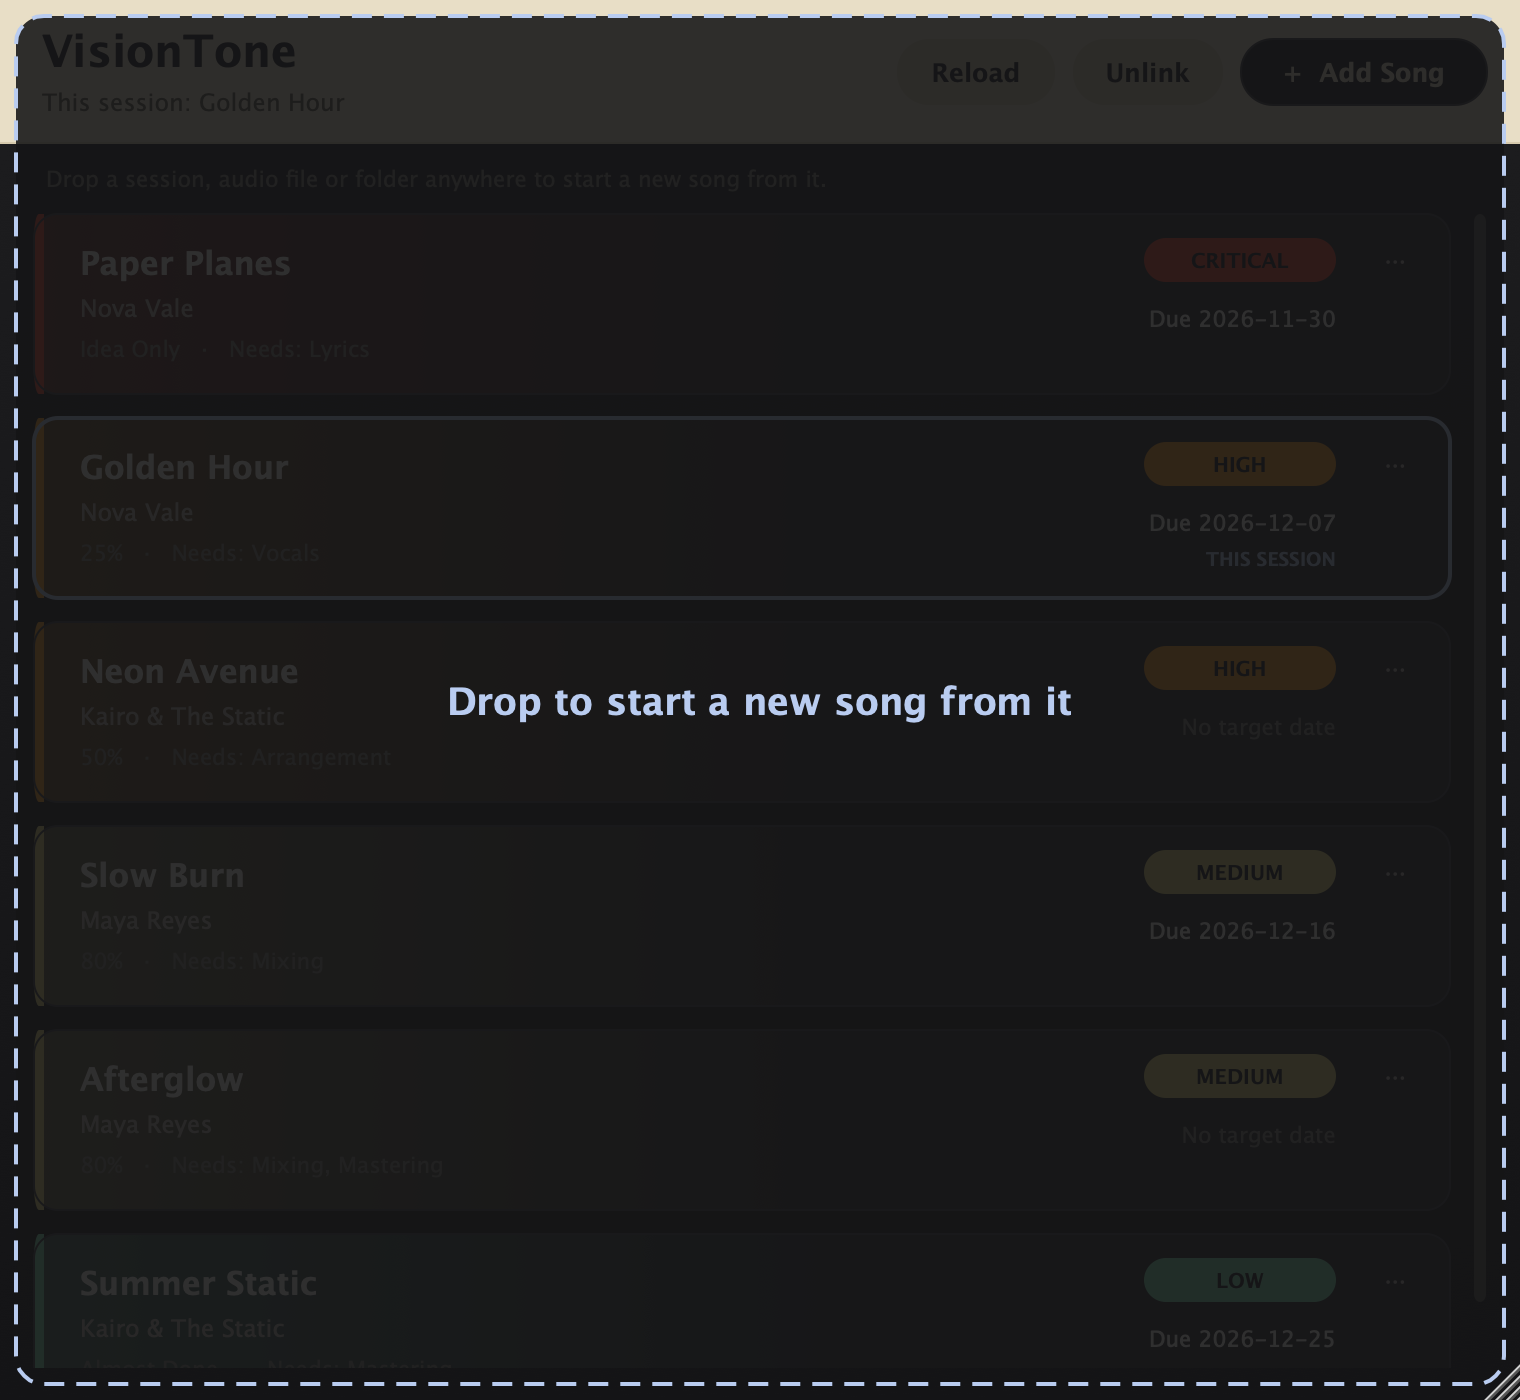 VisionTone
This session: Golden Hour
Reload
Unlink
+ Add Song
Drop a session, audio file or folder anywhere to start a new song from it.
Paper Planes
Nova Vale
Idea Only · Needs: Lyrics
CRITICAL
...
Due 2026-11-30
Golden Hour
Nova Vale
25% · Needs: Vocals
HIGH
...
Due 2026-12-07
THIS SESSION
Neon Avenue
Kairo & The Static
50% · Needs: Arrangement
HIGH
...
No target date
Drop to start a new song from it
Slow Burn
Maya Reyes
80% · Needs: Mixing
MEDIUM
...
Due 2026-12-16
Afterglow
Maya Reyes
80% · Needs: Mixing, Mastering
MEDIUM
...
No target date
Summer Static
Kairo & The Static
Almost Done · Needs: Mastering
LOW
...
Due 2026-12-25